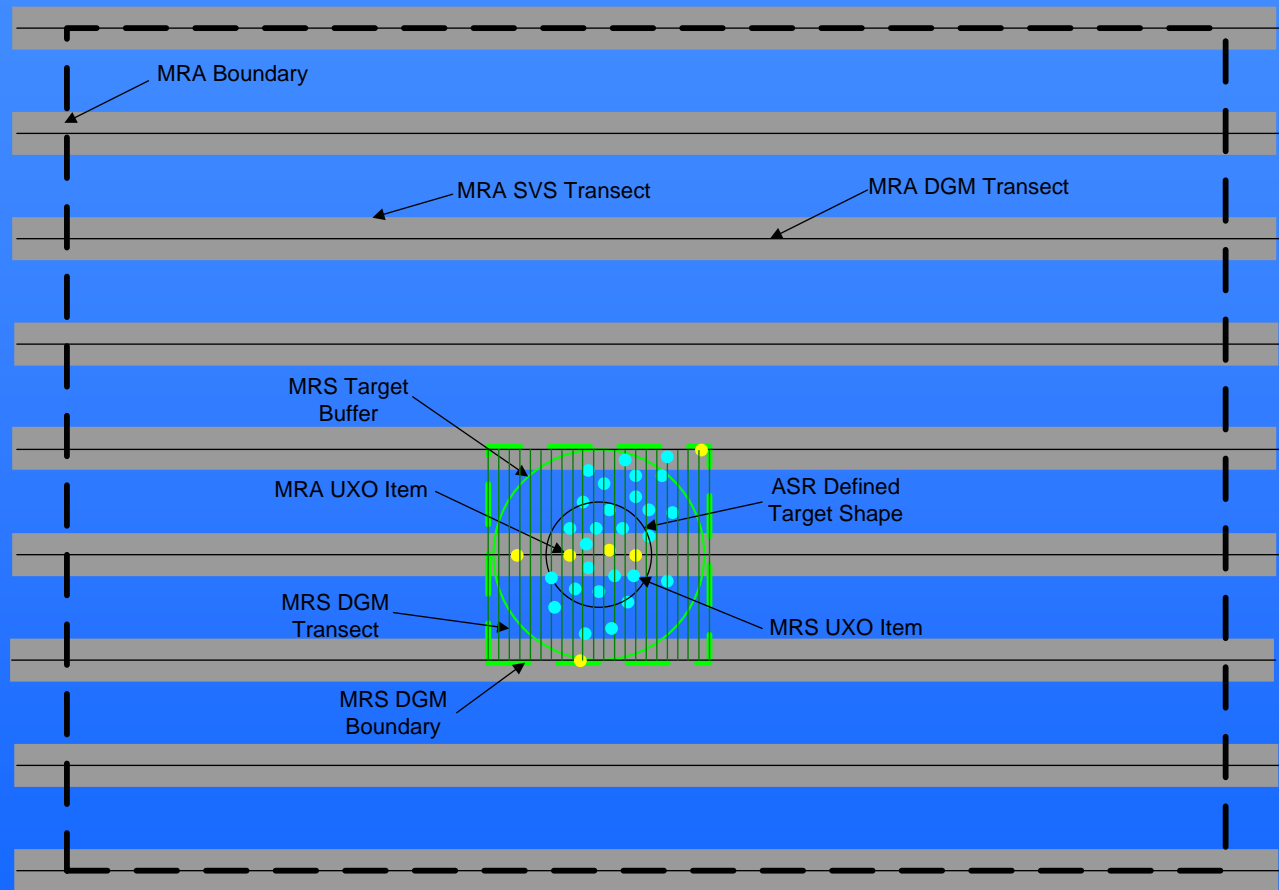 MRA Boundary
MRA SVS Transect
MRA DGM Transect
MRS Target
Buffer
MRA UXO Item
ASR Defined
Target Shape
MRS DGM
Transect
MRS UXO Item
MRS DGM
Boundary